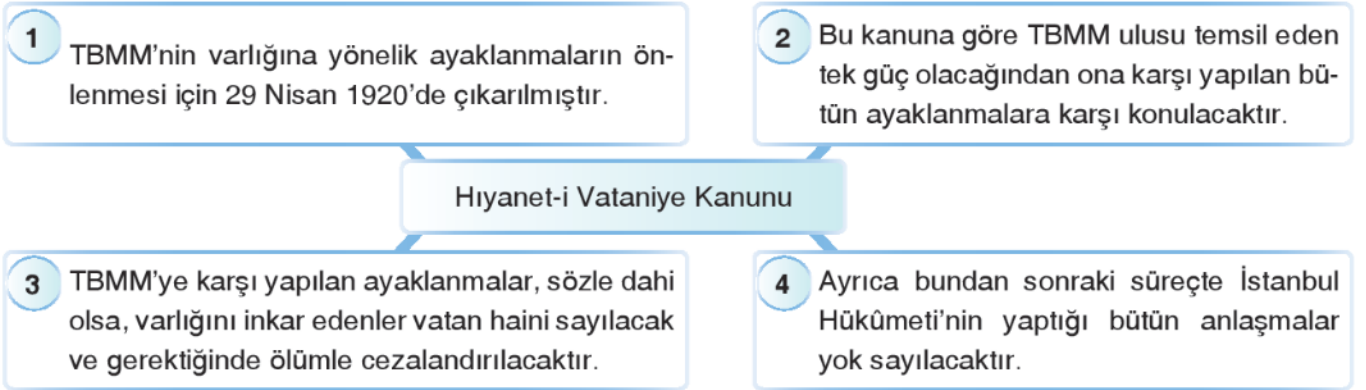 1
TBMM’nin varlığına yönelik ayaklanmaların ön-
lenmesi için 29 Nisan 1920’de çıkarılmıştır.
2
Bu kanuna göre TBMM ulusu temsil eden
tek güç olacağından ona karşı yapılan bü-
tün ayaklanmalara karşı konulacaktır.
Hıyanet-i Vataniye Kanunu
3
TBMM’ye karşı yapılan ayaklanmalar, sözle dahi
olsa, varlığını inkar edenler vatan haini sayılacak
ve gerektiğinde ölümle cezalandırılacaktır.
4
Ayrıca bundan sonraki süreçte İstanbul
Hükûmeti’nin yaptığı bütün anlaşmalar
yok sayılacaktır.